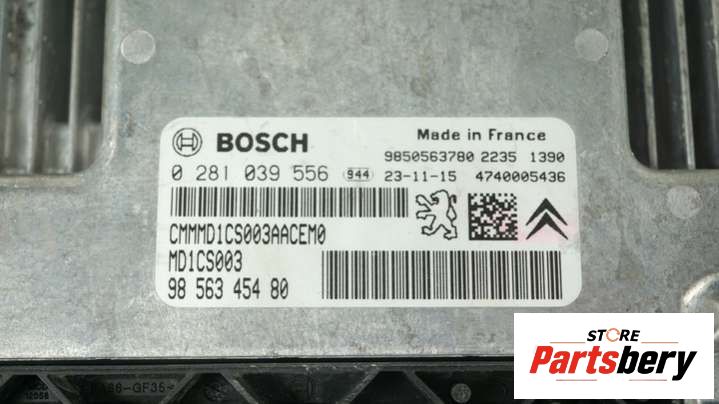 BOSCH
Made in France
9850563780 2235 1390
0 281 039 556 944 23-11-15 4740005436
CMMMD1CS003AACEM0
MD1CS003
98 563 454 80
-GF35-
STORE
Partsbery